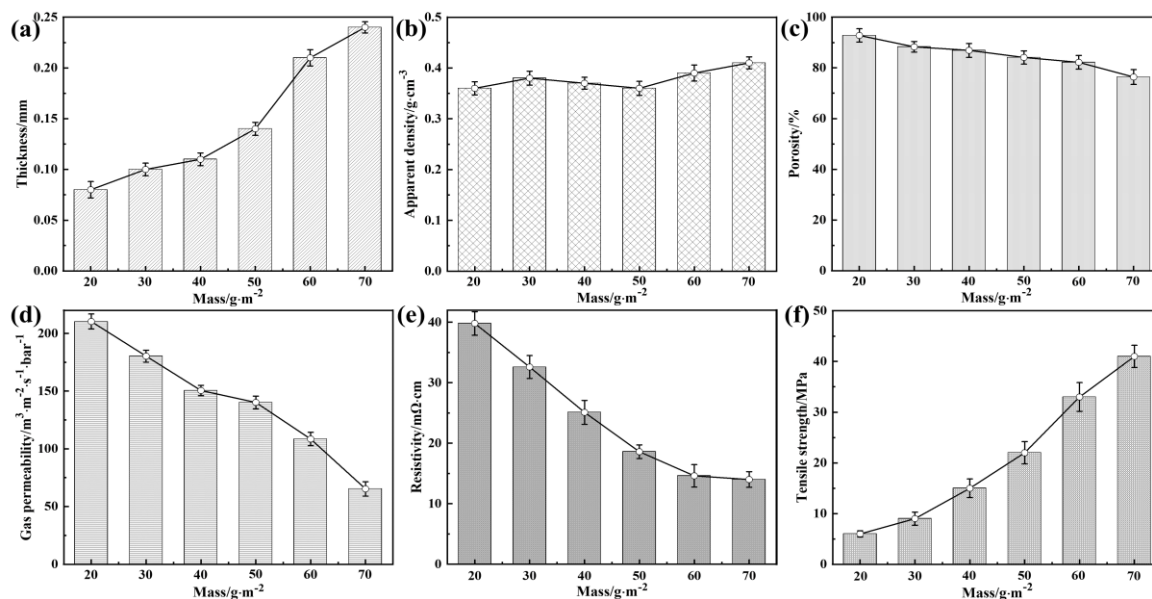 (a)
Thickness/mm
0.25
0.20
0.15
0.10
0.05
0.00
20 30 40 50 60 70
Mass/g·m⁻²
(b)
Apparent density/g·cm⁻³
0.5
0.4
0.3
0.2
0.1
0.0
20 30 40 50 60 70
Mass/g·m⁻²
(c)
Porosity/%
100
80
60
40
20
0
20 30 40 50 60 70
Mass/g·m⁻²
(d)
Gas permeability/m³·m⁻²·s⁻¹·bar⁻¹
200
150
100
50
0
20 30 40 50 60 70
Mass/g·m⁻²
(e)
Resistivity/mΩ·cm
40
30
20
10
0
20 30 40 50 60 70
Mass/g·m⁻²
(f)
Tensile strength/MPa
50
40
30
20
10
0
20 30 40 50 60 70
Mass/g·m⁻²